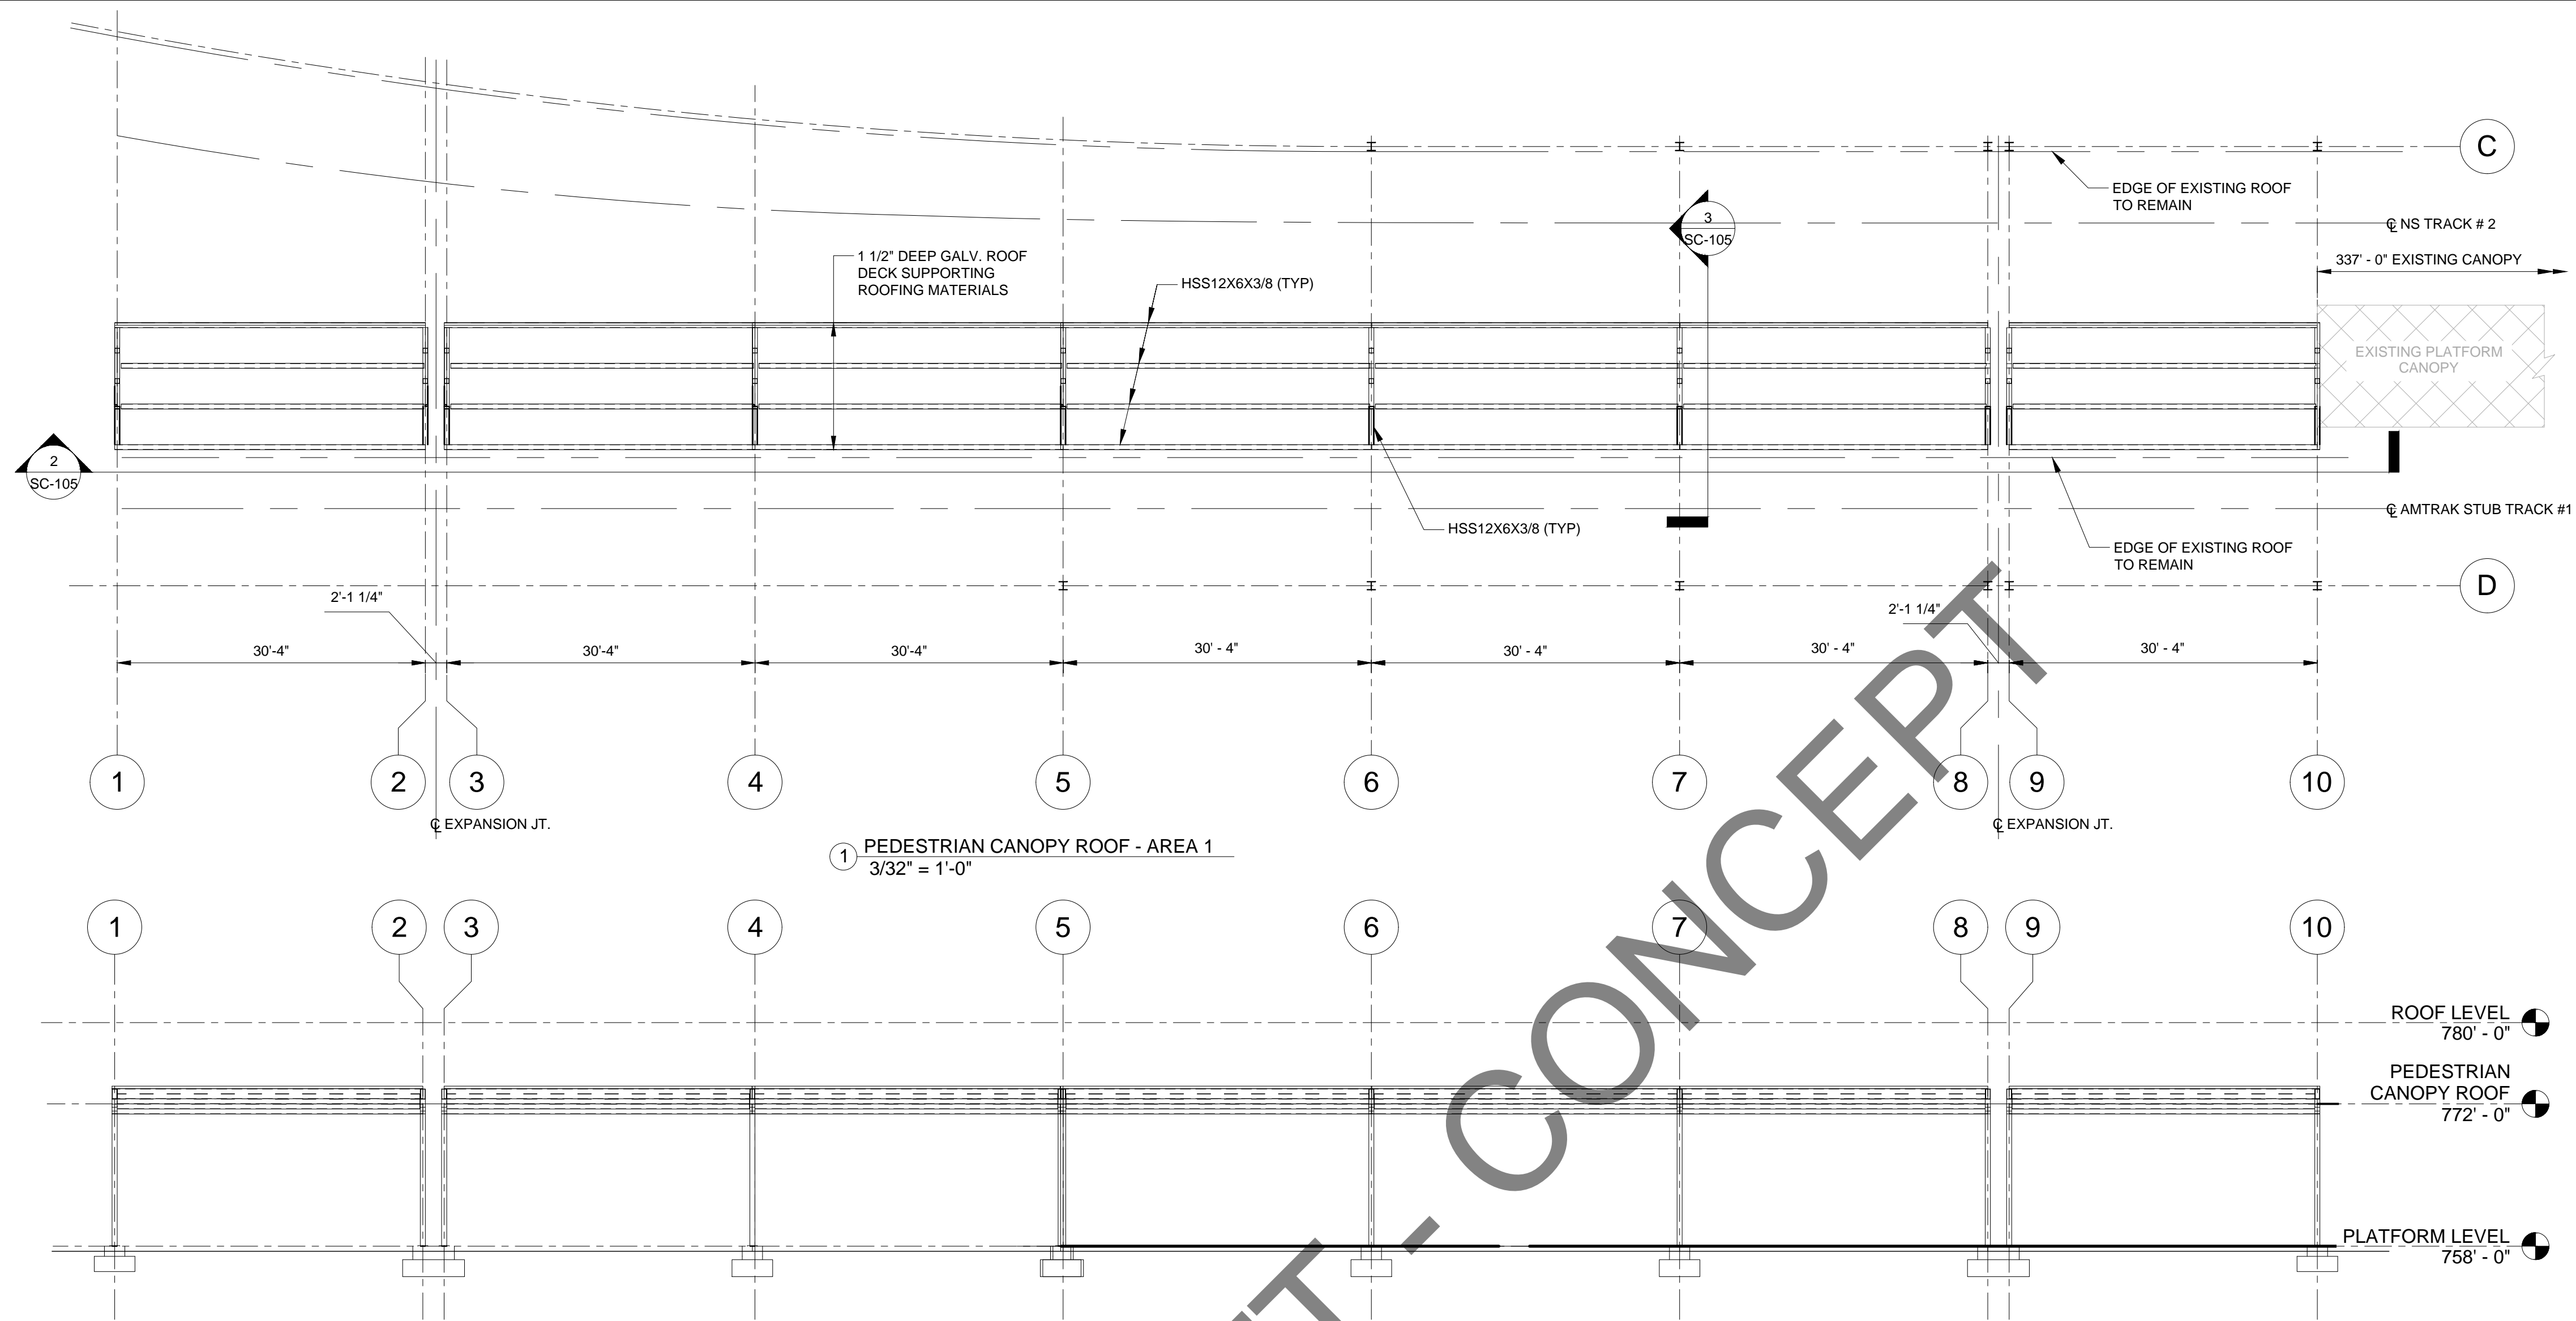 C
EDGE OF EXISTING ROOF
TO REMAIN
3
SC-105
℄ NS TRACK # 2
1 1/2" DEEP GALV. ROOF
DECK SUPPORTING
ROOFING MATERIALS
HSS12X6X3/8 (TYP)
337' - 0" EXISTING CANOPY
EXISTING PLATFORM
CANOPY
2
SC-105
HSS12X6X3/8 (TYP)
℄ AMTRAK STUB TRACK #1
EDGE OF EXISTING ROOF
TO REMAIN
D
2'-1 1/4"
2'-1 1/4"
30'-4"
30'-4"
30'-4"
30' - 4"
30' - 4"
30' - 4"
30' - 4"
1
2
3
4
5
6
7
8
9
10
℄ EXPANSION JT.
℄ EXPANSION JT.
1
PEDESTRIAN CANOPY ROOF - AREA 1
3/32" = 1'-0"
1
2
3
4
5
6
7
8
9
10
ROOF LEVEL
780' - 0"
PEDESTRIAN
CANOPY ROOF
772' - 0"
PLATFORM LEVEL
758' - 0"
T - CONCEPT